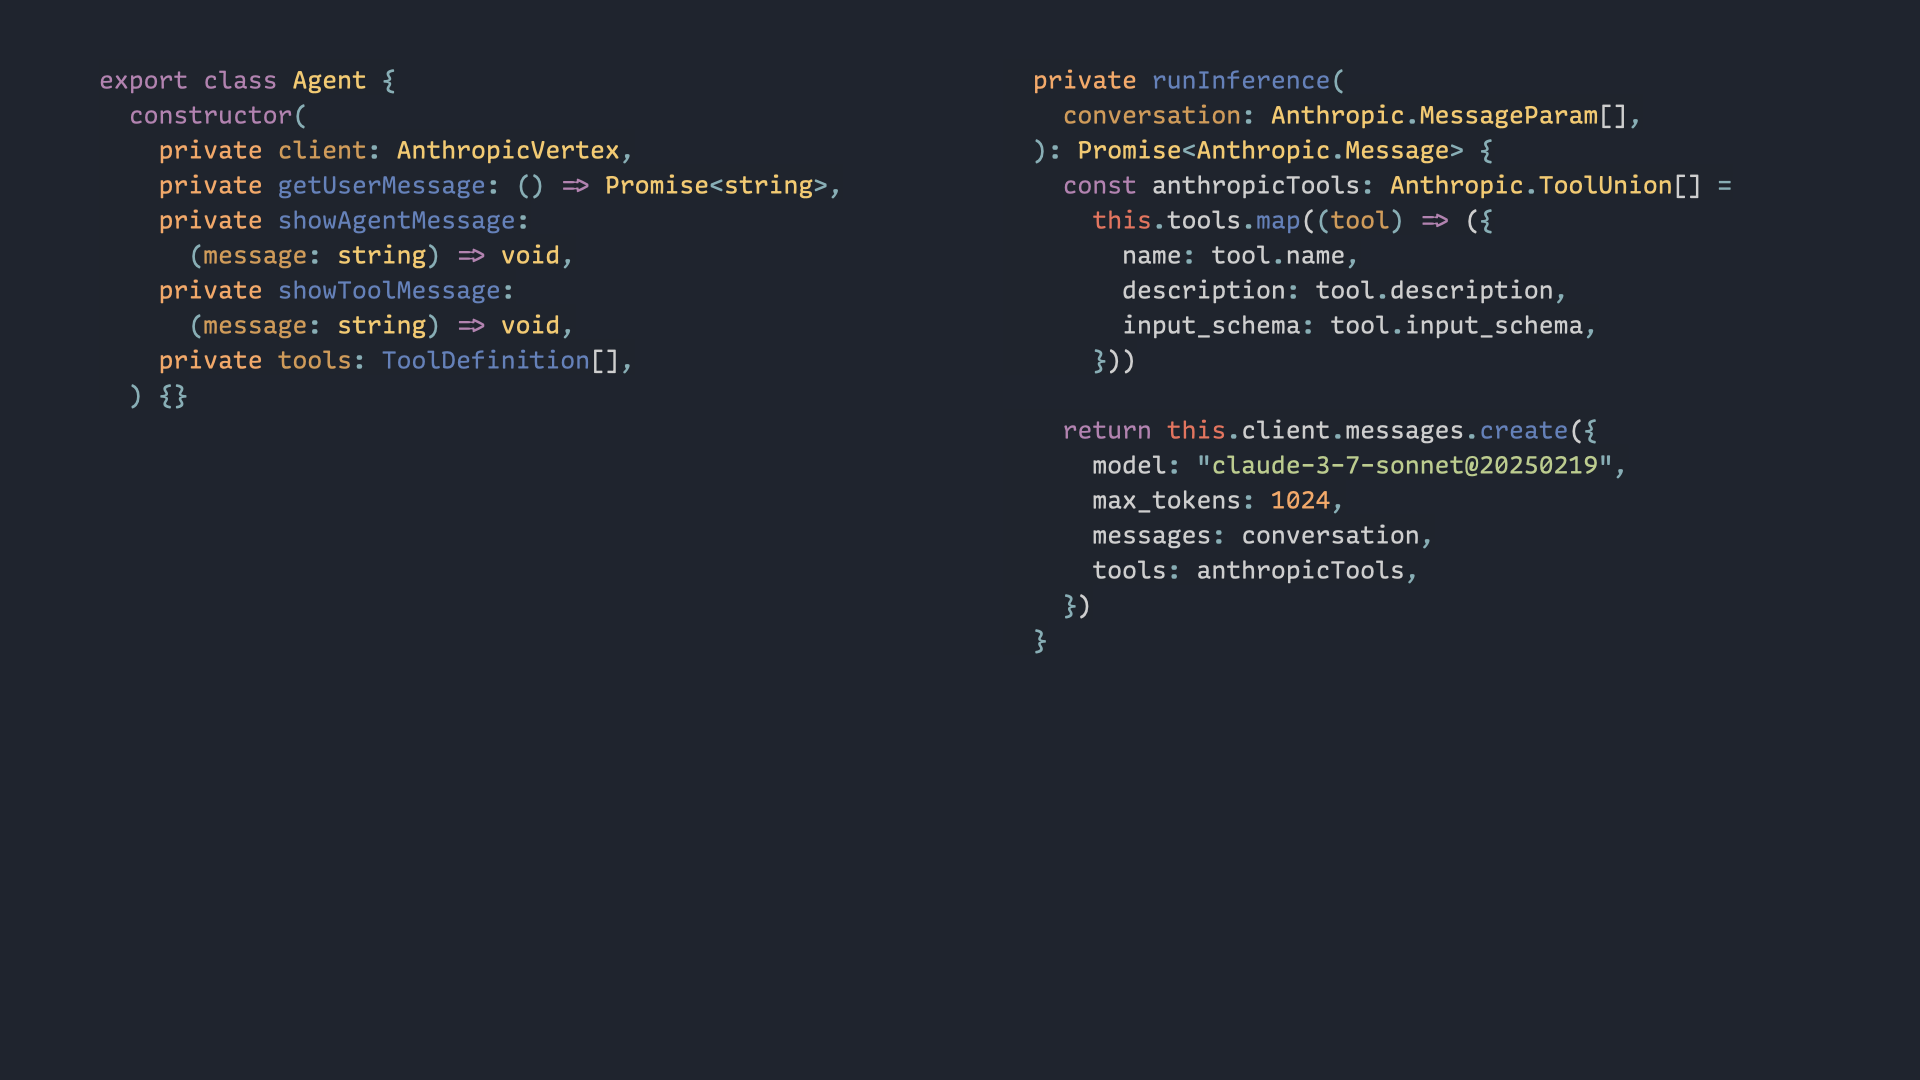 export class Agent {
  constructor(
    private client: AnthropicVertex,
    private getUserMessage: () => Promise<string>,
    private showAgentMessage:
      (message: string) => void,
    private showToolMessage:
      (message: string) => void,
    private tools: ToolDefinition[],
  ) {}
private runInference(
  conversation: Anthropic.MessageParam[],
): Promise<Anthropic.Message> {
  const anthropicTools: Anthropic.ToolUnion[] =
    this.tools.map((tool) => ({
      name: tool.name,
      description: tool.description,
      input_schema: tool.input_schema,
    }))
  return this.client.messages.create({
    model: "claude-3-7-sonnet@20250219",
    max_tokens: 1024,
    messages: conversation,
    tools: anthropicTools,
  })
}